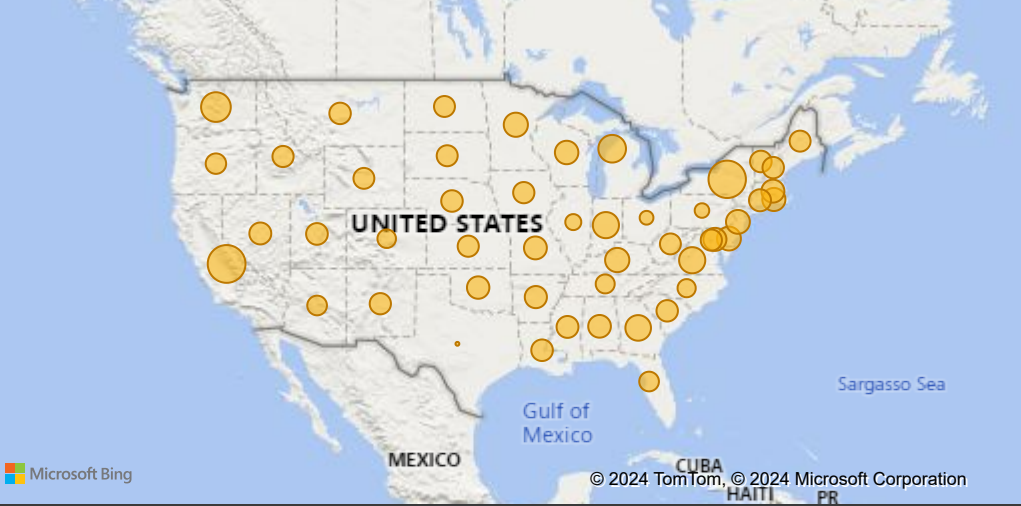 UNITED STATES
Sargasso Sea
Gulf of
Mexico
MEXICO
CUBA
Microsoft Bing
© 2024 TomTom, © 2024 Microsoft Corporation
HAITI
PR